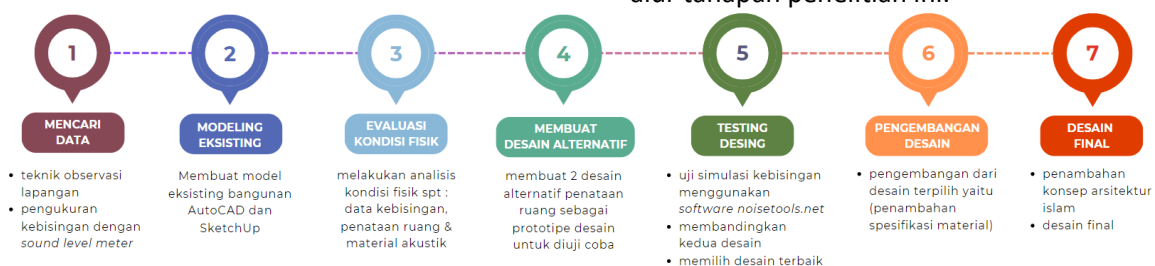 alur tahapan penelitian ini.
1
MENCARI
DATA
• teknik observasi
lapangan
• pengukuran
kebisingan dengan
sound level meter
2
MODELING
EKSISTING
Membuat model
eksisting bangunan
AutoCAD dan
SketchUp
3
EVALUASI
KONDISI FISIK
melakukan analisis
kondisi fisik spt :
data kebisingan,
penataan ruang &
material akustik
4
MEMBUAT
DESAIN ALTERNATIF
membuat 2 desain
alternatif penataan
ruang sebagai
prototipe desain
untuk diuji coba
5
TESTING
DESING
• uji simulasi kebisingan
menggunakan
software noisetools.net
• membandingkan
kedua desain
• memilih desain terbaik
6
PENGEMBANGAN
DESAIN
• pengembangan dari
desain terpilih yaitu
(penambahan
spesifikasi material)
7
DESAIN
FINAL
• penambahan
konsep arsitektur
islam
• desain final